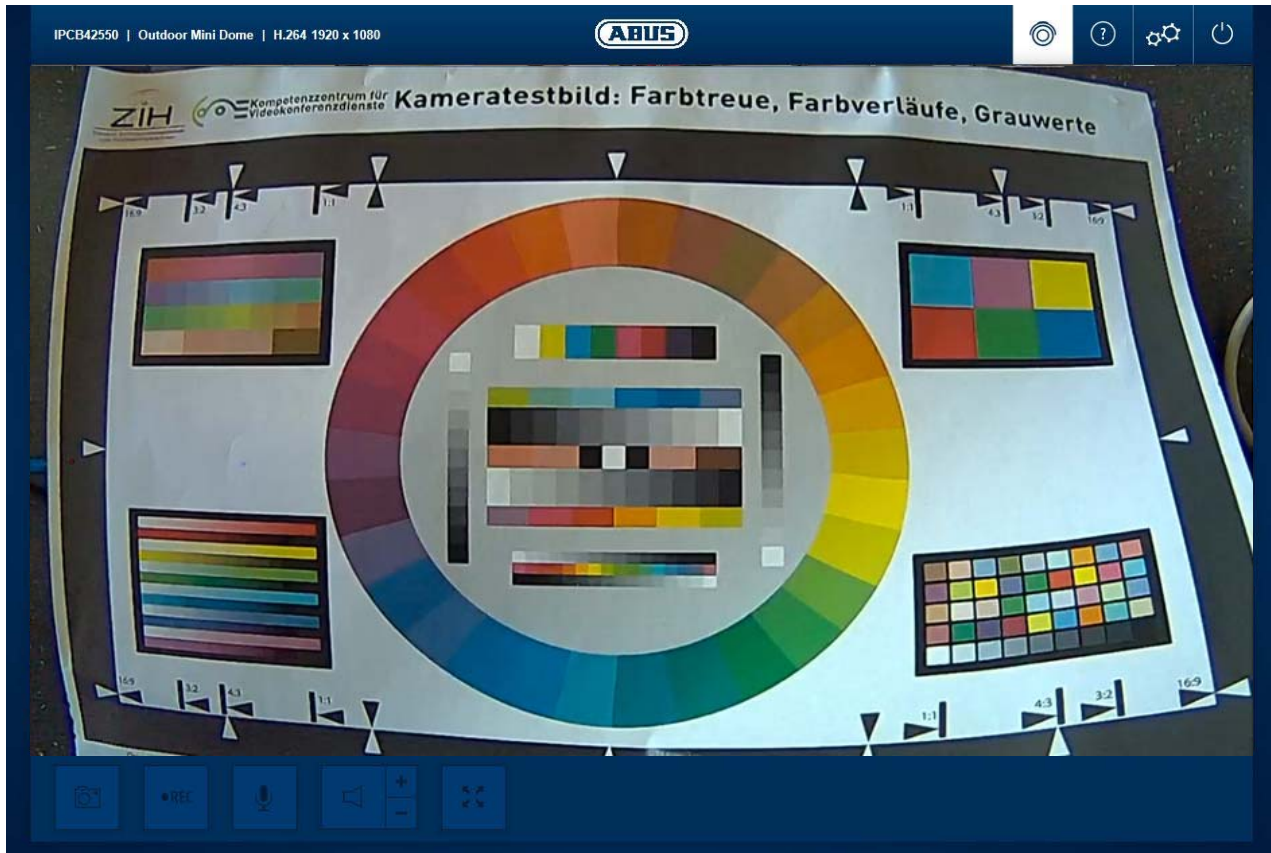 IPCB42550 | Outdoor Mini Dome | H.264 1920 x 1080
ABUS
?
ZIH
Kompetenzzentrum für
Videokonferenzdienste
Kameratestbild: Farbtreue, Farbverläufe, Grauwerte
16:9 3:2 4:3 1:1 1:1 4:3 3:2 16:9
16:9 3:2 4:3 1:1 1:1 4:3 3:2 16:9
REC
+
−